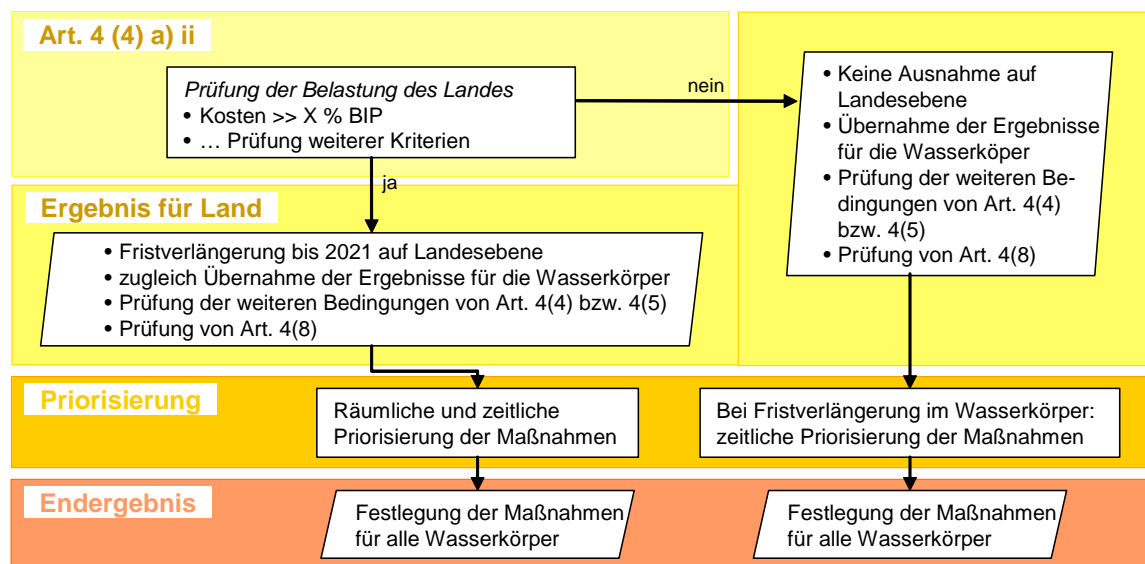 Art. 4 (4) a) ii
Prüfung der Belastung des Landes
• Kosten >> X % BIP
• … Prüfung weiterer Kriterien
nein
• Keine Ausnahme auf
Landesebene
• Übernahme der Ergebnisse
für die Wasserköper
• Prüfung der weiteren Be-
dingungen von Art. 4(4)
bzw. 4(5)
• Prüfung von Art. 4(8)
ja
Ergebnis für Land
• Fristverlängerung bis 2021 auf Landesebene
• zugleich Übernahme der Ergebnisse für die Wasserkörper
• Prüfung der weiteren Bedingungen von Art. 4(4) bzw. 4(5)
• Prüfung von Art. 4(8)
Priorisierung
Räumliche und zeitliche
Priorisierung der Maßnahmen
Bei Fristverlängerung im Wasserkörper:
zeitliche Priorisierung der Maßnahmen
Endergebnis
Festlegung der Maßnahmen
für alle Wasserkörper
Festlegung der Maßnahmen
für alle Wasserkörper